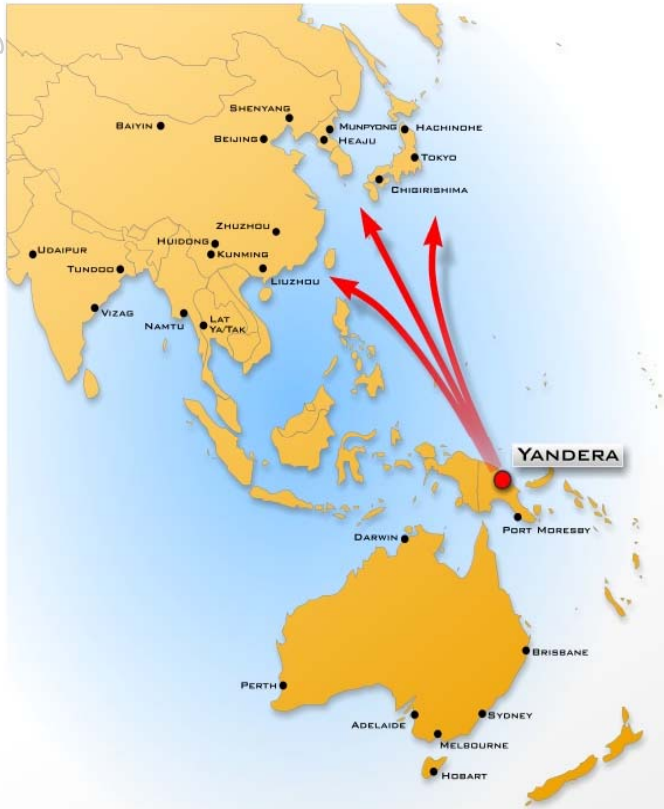 SHENYANG
BAIYIN
MUNPYONG
HACHINOHE
BEIJING
HEAJU
TOKYO
CHIGIRISHIMA
ZHUZHOU
HUIDONG
UDAIPUR
KUNMING
TUNDOO
LIUZHOU
VIZAG
NAMTU
LAT
YA/TAK
YANDERA
PORT MORESBY
DARWIN
BRISBANE
PERTH
ADELAIDE
SYDNEY
MELBOURNE
HOBART